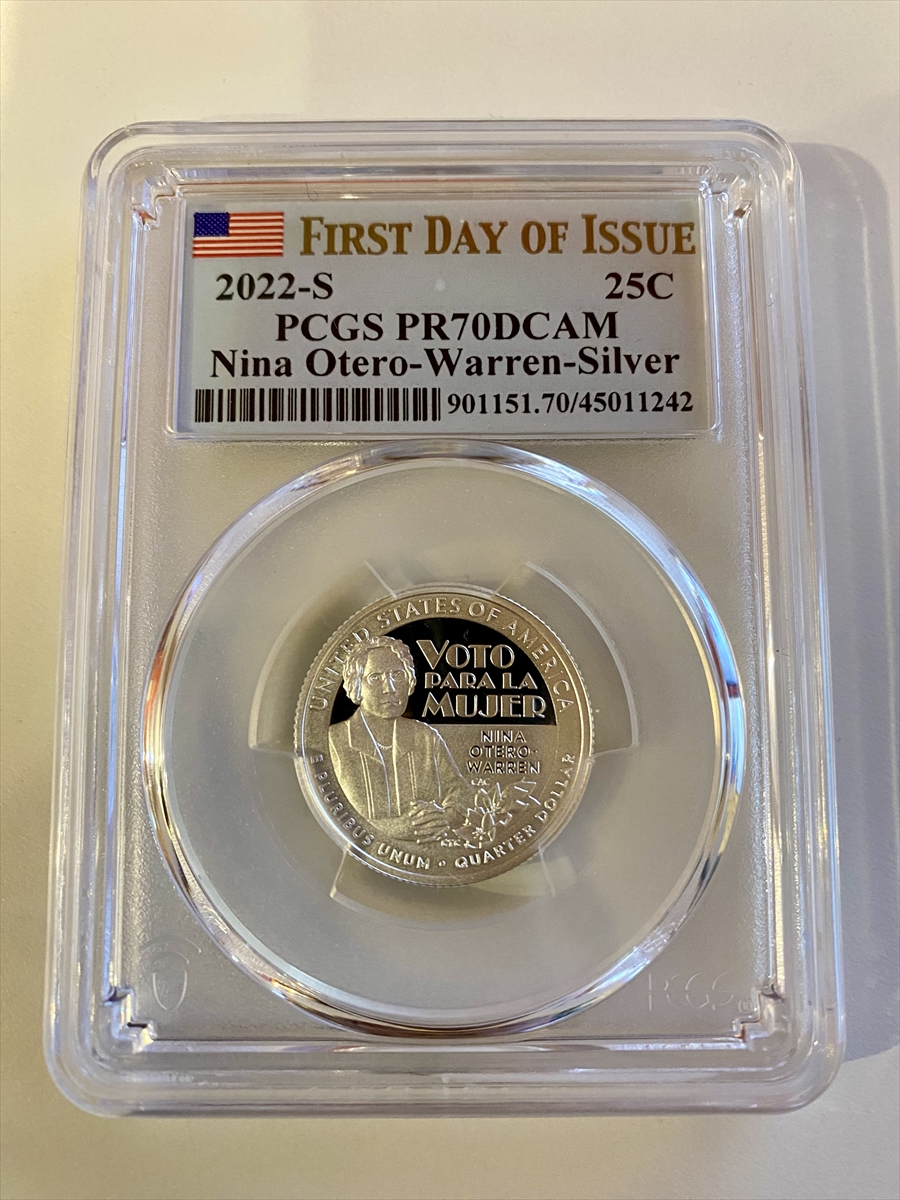 FIRST DAY OF ISSUE
2022-S 25C
PCGS PR70DCAM
Nina Otero-Warren-Silver
901151.70/45011242
UNITED STATES OF AMERICA
VOTO
PARA LA
MUJER
NINA
OTERO-
WARREN
CAC
E PLURIBUS UNUM • QUARTER DOLLAR
PCGS